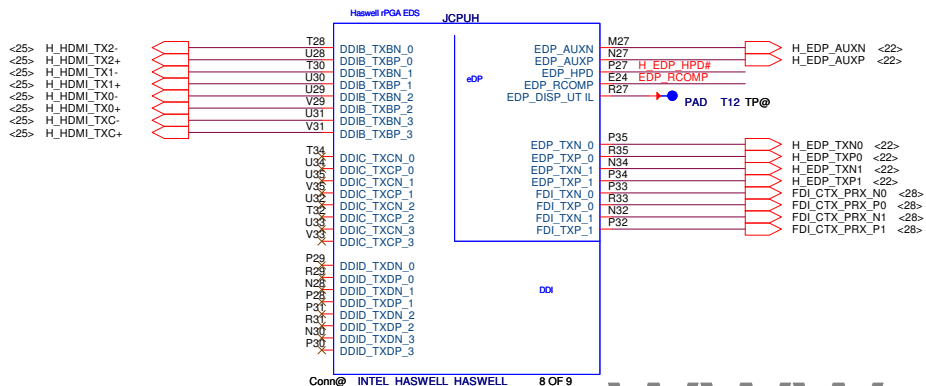 Haswell rPGA EDS
JCPUH
<25> H_HDMI_TX2- T28 DDIB_TXBN_0
<25> H_HDMI_TX2+ U28 DDIB_TXBP_0
<25> H_HDMI_TX1- T30 DDIB_TXBN_1
<25> H_HDMI_TX1+ U30 DDIB_TXBP_1
<25> H_HDMI_TX0- U29 DDIB_TXBN_2
<25> H_HDMI_TX0+ V29 DDIB_TXBP_2
<25> H_HDMI_TXC- U31 DDIB_TXBN_3
<25> H_HDMI_TXC+ V31 DDIB_TXBP_3
T34 DDIC_TXCN_0
U34 DDIC_TXCP_0
U35 DDIC_TXCN_1
V35 DDIC_TXCP_1
U32 DDIC_TXCN_2
T32 DDIC_TXCP_2
U33 DDIC_TXCN_3
V33 DDIC_TXCP_3
P29 DDID_TXDN_0
R29 DDID_TXDP_0
N28 DDID_TXDN_1
P28 DDID_TXDP_1
P31 DDID_TXDN_2
R31 DDID_TXDP_2
N30 DDID_TXDN_3
P30 DDID_TXDP_3
eDP
DDI
EDP_AUXN M27 H_EDP_AUXN <22>
EDP_AUXP N27 H_EDP_AUXP <22>
EDP_HPD P27 H_EDP_HPD#
EDP_RCOMP E24 EDP_RCOMP
EDP_DISP_UT IL R27 PAD T12 TP@
EDP_TXN_0 P35 H_EDP_TXN0 <22>
EDP_TXP_0 R35 H_EDP_TXP0 <22>
EDP_TXN_1 N34 H_EDP_TXN1 <22>
EDP_TXP_1 P34 H_EDP_TXP1 <22>
FDI_TXN_0 P33 FDI_CTX_PRX_N0 <28>
FDI_TXP_0 R33 FDI_CTX_PRX_P0 <28>
FDI_TXN_1 N32 FDI_CTX_PRX_N1 <28>
FDI_TXP_1 P32 FDI_CTX_PRX_P1 <28>
Conn@ INTEL_HASWELL_HASWELL 8 OF 9